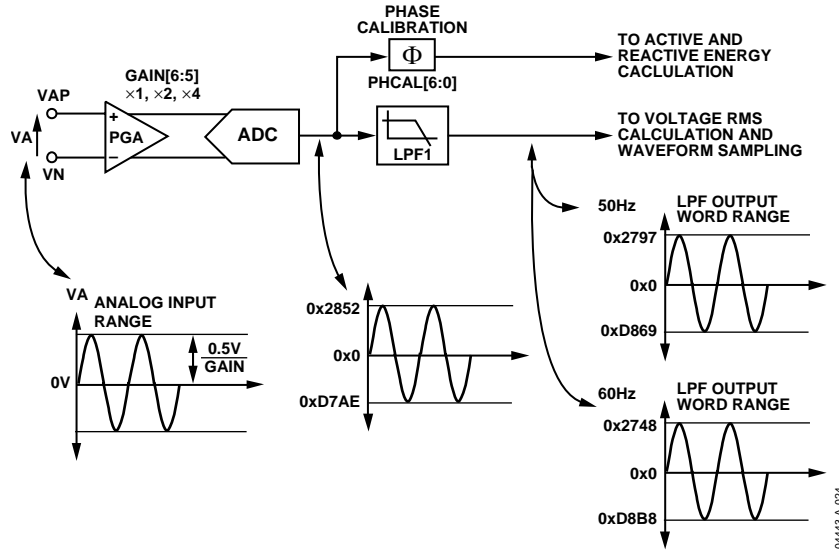 PHASE
CALIBRATION
Φ
PHCAL[6:0]
TO ACTIVE AND
REACTIVE ENERGY
CACLULATION
GAIN[6:5]
×1, ×2, ×4
VAP
VA
VN
+
PGA
−
ADC
LPF1
TO VOLTAGE RMS
CALCULATION AND
WAVEFORM SAMPLING
50Hz
LPF OUTPUT
WORD RANGE
0x2797
0x0
0xD869
VA
ANALOG INPUT
RANGE
0V
0.5V
GAIN
0x2852
0x0
0xD7AE
60Hz
LPF OUTPUT
WORD RANGE
0x2748
0x0
0xD8B8
04443-A-024